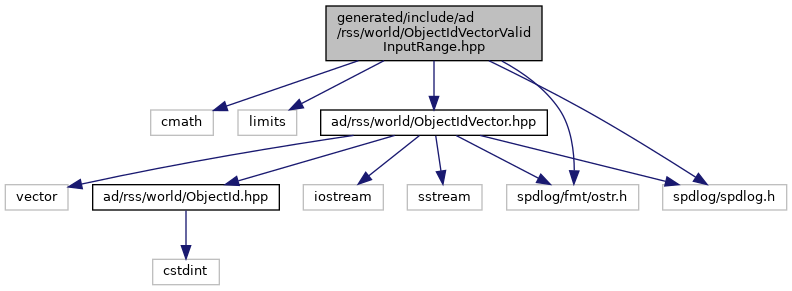 generated/include/ad
/rss/world/ObjectIdVectorValid
InputRange.hpp
cmath
limits
ad/rss/world/ObjectIdVector.hpp
vector
ad/rss/world/ObjectId.hpp
iostream
sstream
spdlog/fmt/ostr.h
spdlog/spdlog.h
cstdint